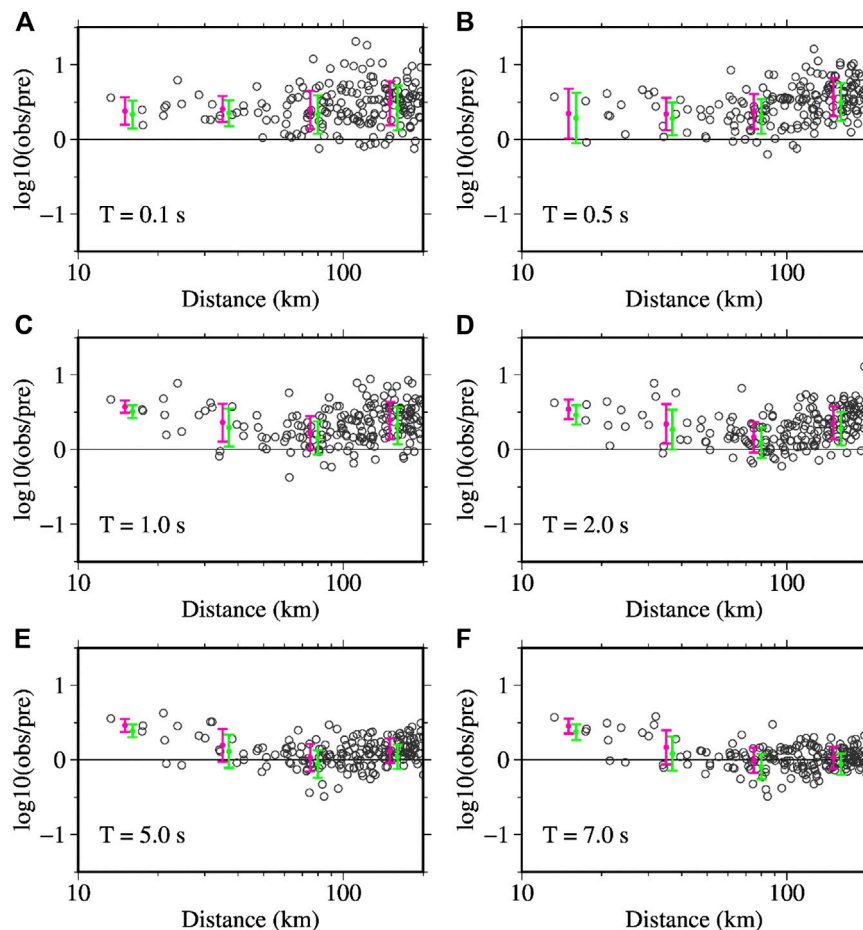 A
log10(obs/pre)
1
0
−1
T = 0.1 s
10
100
Distance (km)
B
log10(obs/pre)
1
0
−1
T = 0.5 s
10
100
Distance (km)
C
log10(obs/pre)
1
0
−1
T = 1.0 s
10
100
Distance (km)
D
log10(obs/pre)
1
0
−1
T = 2.0 s
10
100
Distance (km)
E
log10(obs/pre)
1
0
−1
T = 5.0 s
10
100
Distance (km)
F
log10(obs/pre)
1
0
−1
T = 7.0 s
10
100
Distance (km)